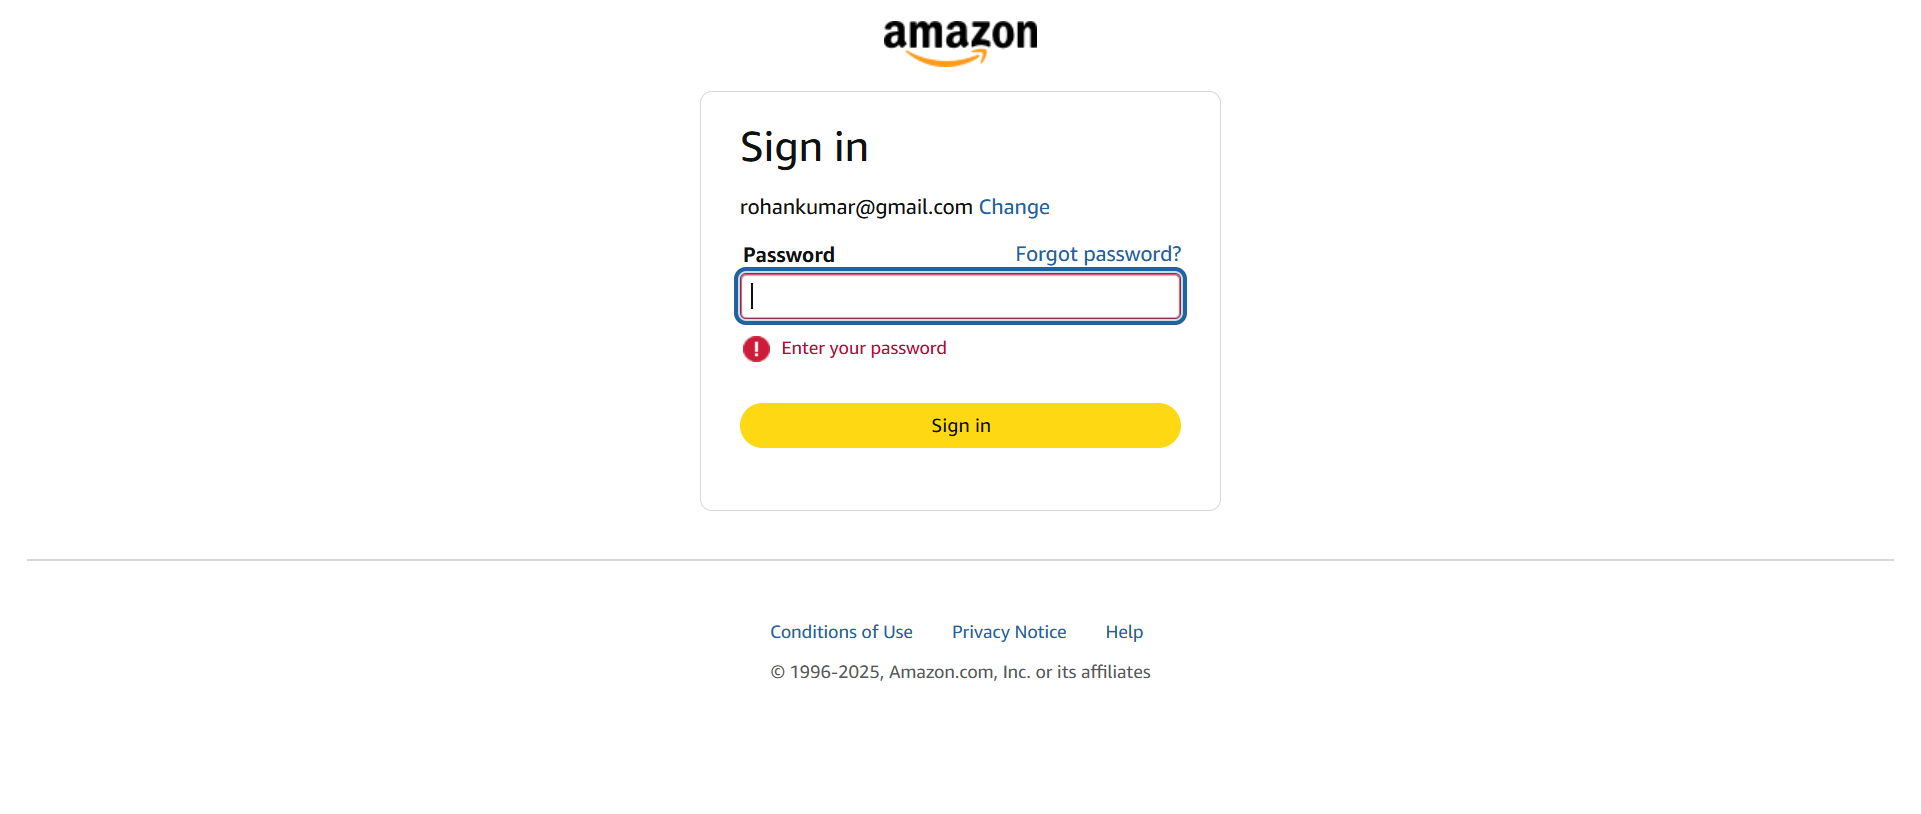 amazon
Sign in
rohankumar@gmail.com Change
Password Forgot password?
Enter your password
Sign in
Conditions of Use Privacy Notice Help
© 1996-2025, Amazon.com, Inc. or its affiliates